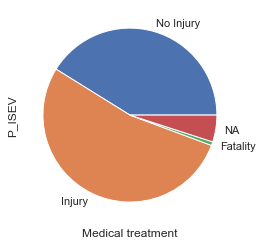 No Injury
P_ISEV
NA
Fatality
Injury
Medical treatment